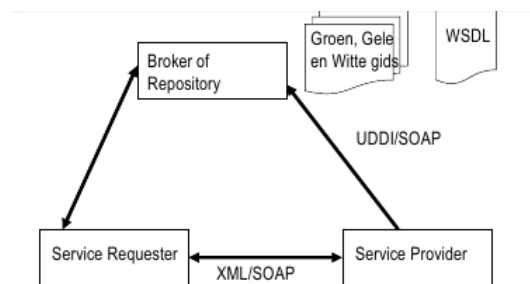 Broker of
Repository
Groen, Gele
en Witte gids
WSDL
UDDI/SOAP
Service Requester
XML/SOAP
Service Provider